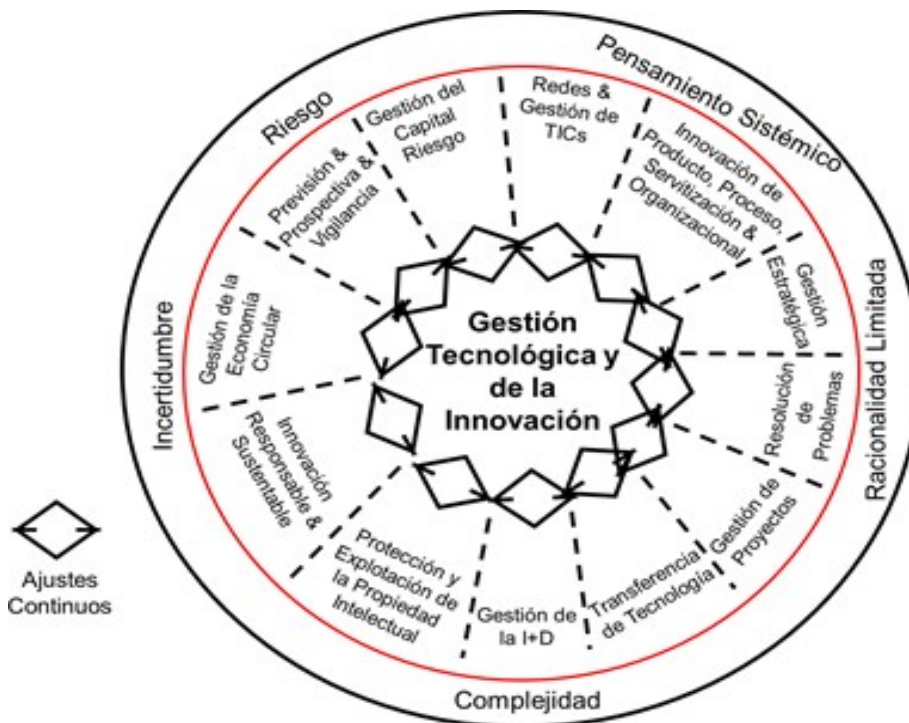 Pensamiento Sistémico
Riesgo
Racionalidad Limitada
Incertidumbre
Complejidad
Gestión del
Capital
Riesgo
Redes &
Gestión de
TICs
Innovación de
Producto, Proceso,
Servitización &
Organizacional
Gestión
Estratégica
Resolución
de
Problemas
Gestión de
Proyectos
Transferencia
de Tecnología
Gestión de
la I+D
Protección y
Explotación de
la Propiedad
Intelectual
Innovación
Responsable &
Sustentable
Gestión de la
Economía
Circular
Previsión &
Prospectiva &
Vigilancia
Gestión
Tecnológica y
de la
Innovación
Ajustes
Continuos